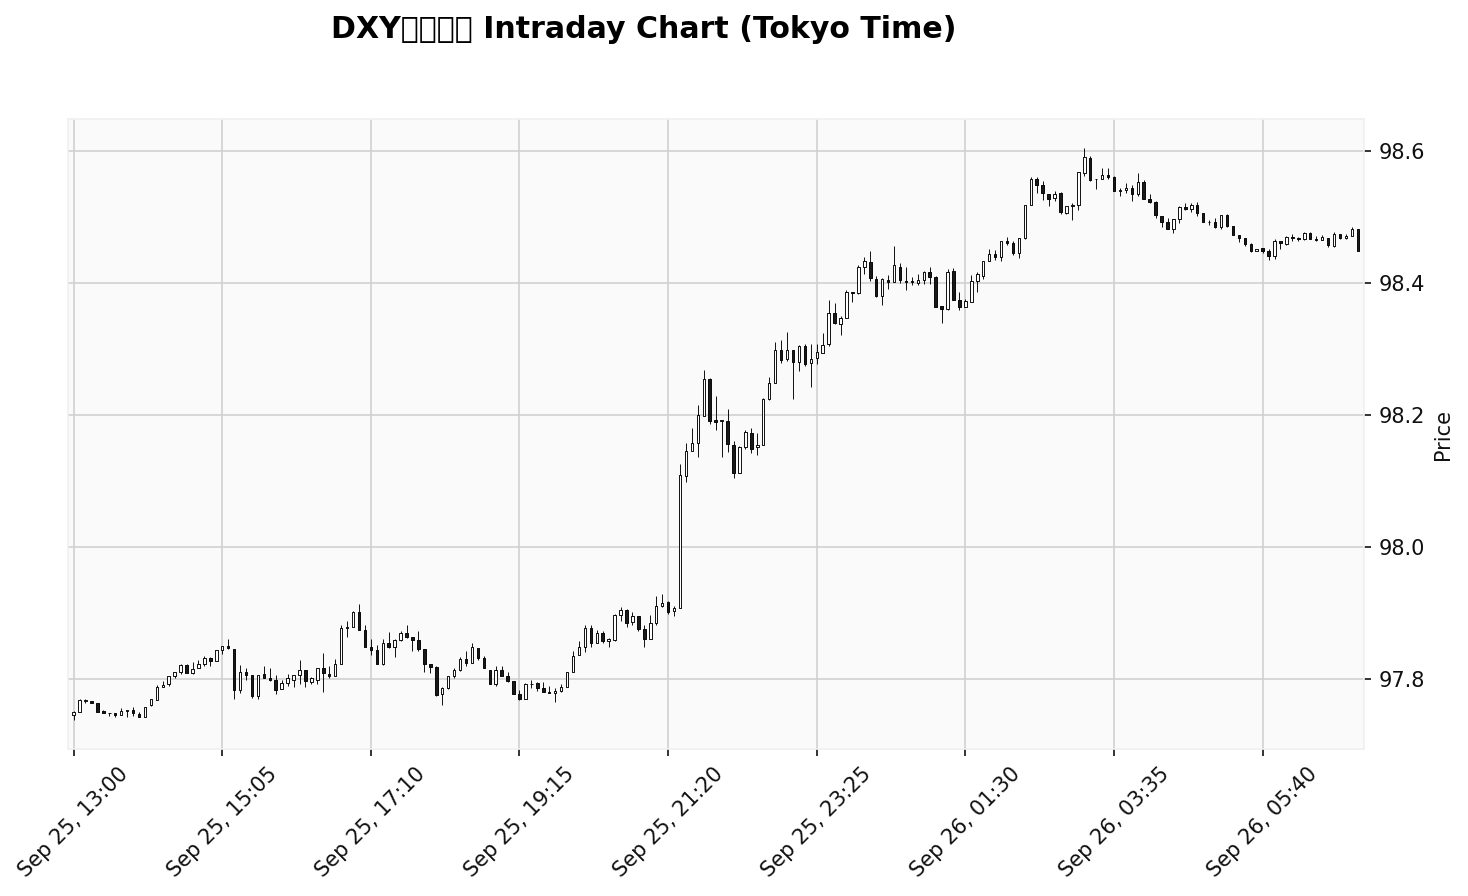 DXY Intraday Chart (Tokyo Time)
98.6
98.4
98.2
98.0
97.8
Price
Sep 25, 13:00
Sep 25, 15:05
Sep 25, 17:10
Sep 25, 19:15
Sep 25, 21:20
Sep 25, 23:25
Sep 26, 01:30
Sep 26, 03:35
Sep 26, 05:40